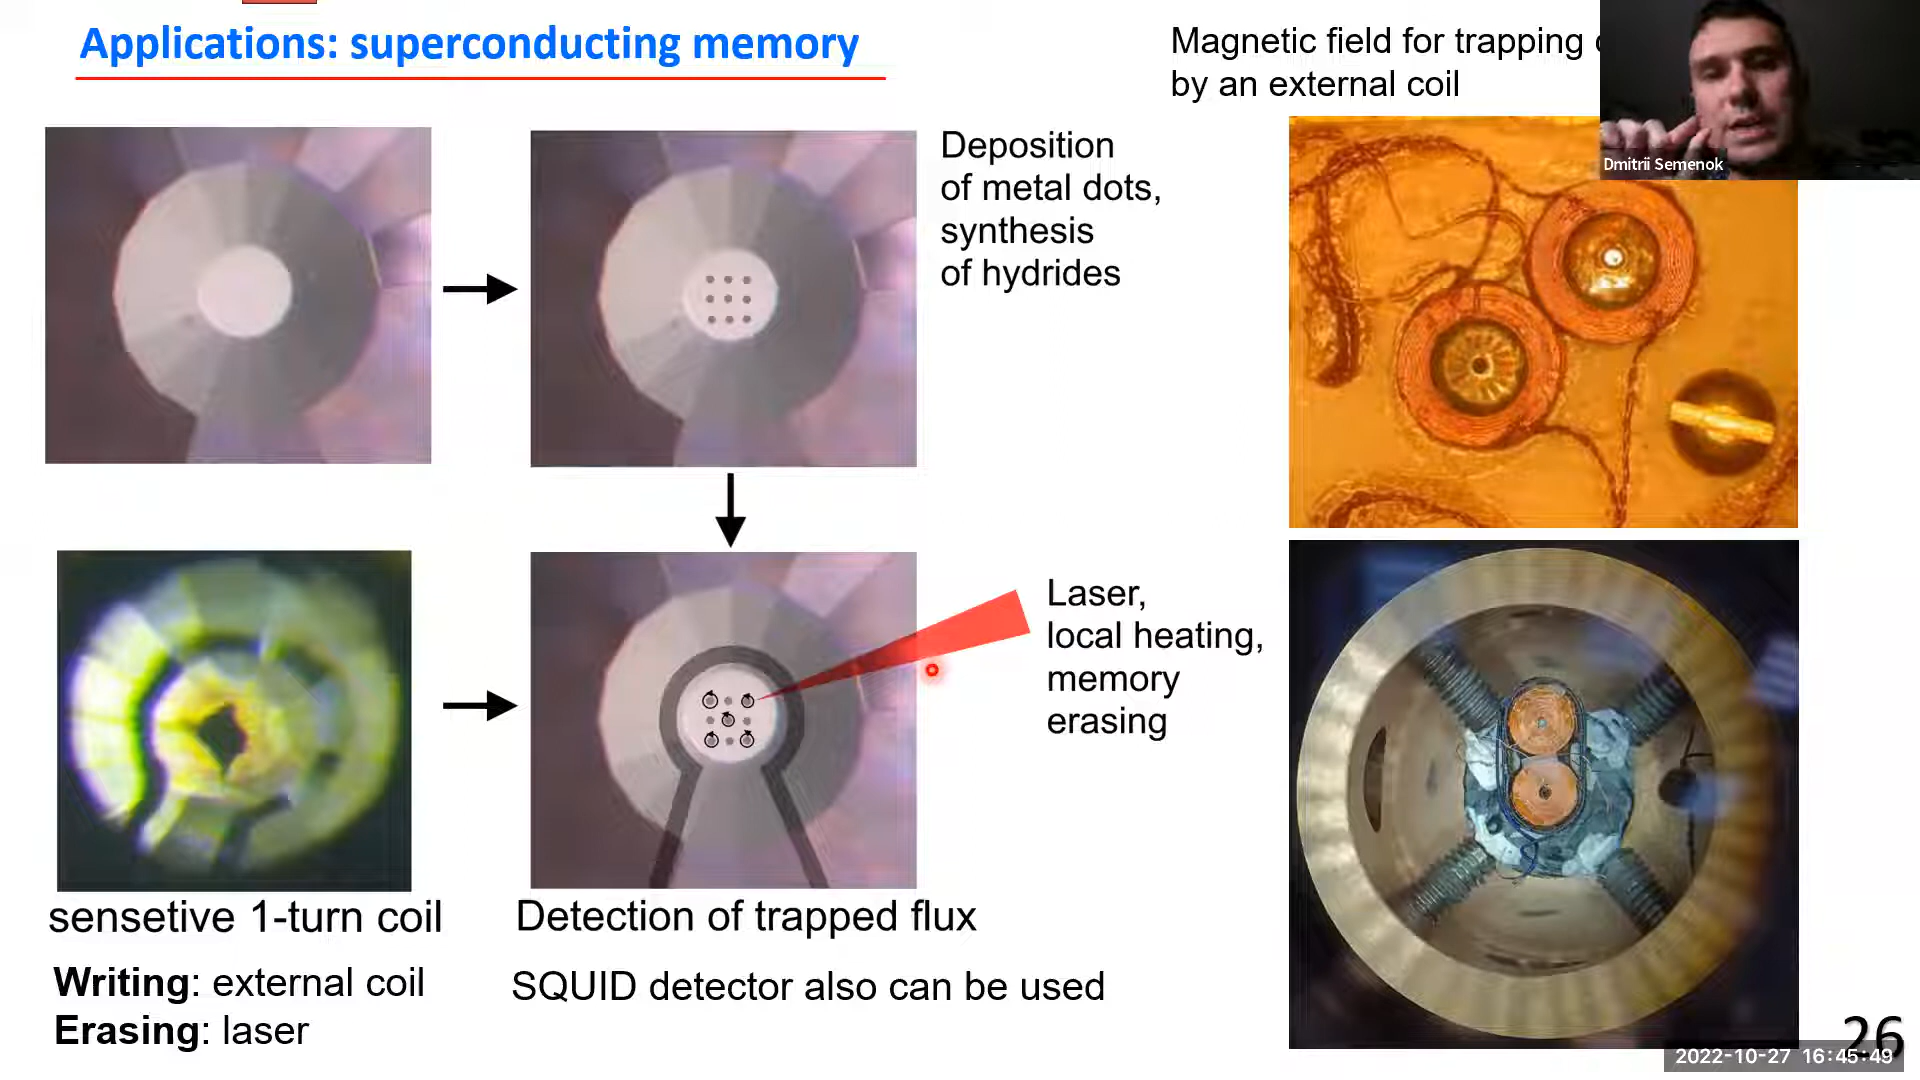 Applications: superconducting memory
Magnetic field for trapping
by an external coil
Dmitrii Semenok
Deposition
of metal dots,
synthesis
of hydrides
Laser,
local heating,
memory
erasing
sensetive 1-turn coil
Detection of trapped flux
Writing: external coil
SQUID detector also can be used
Erasing: laser
26
2022-10-27 16:45:49